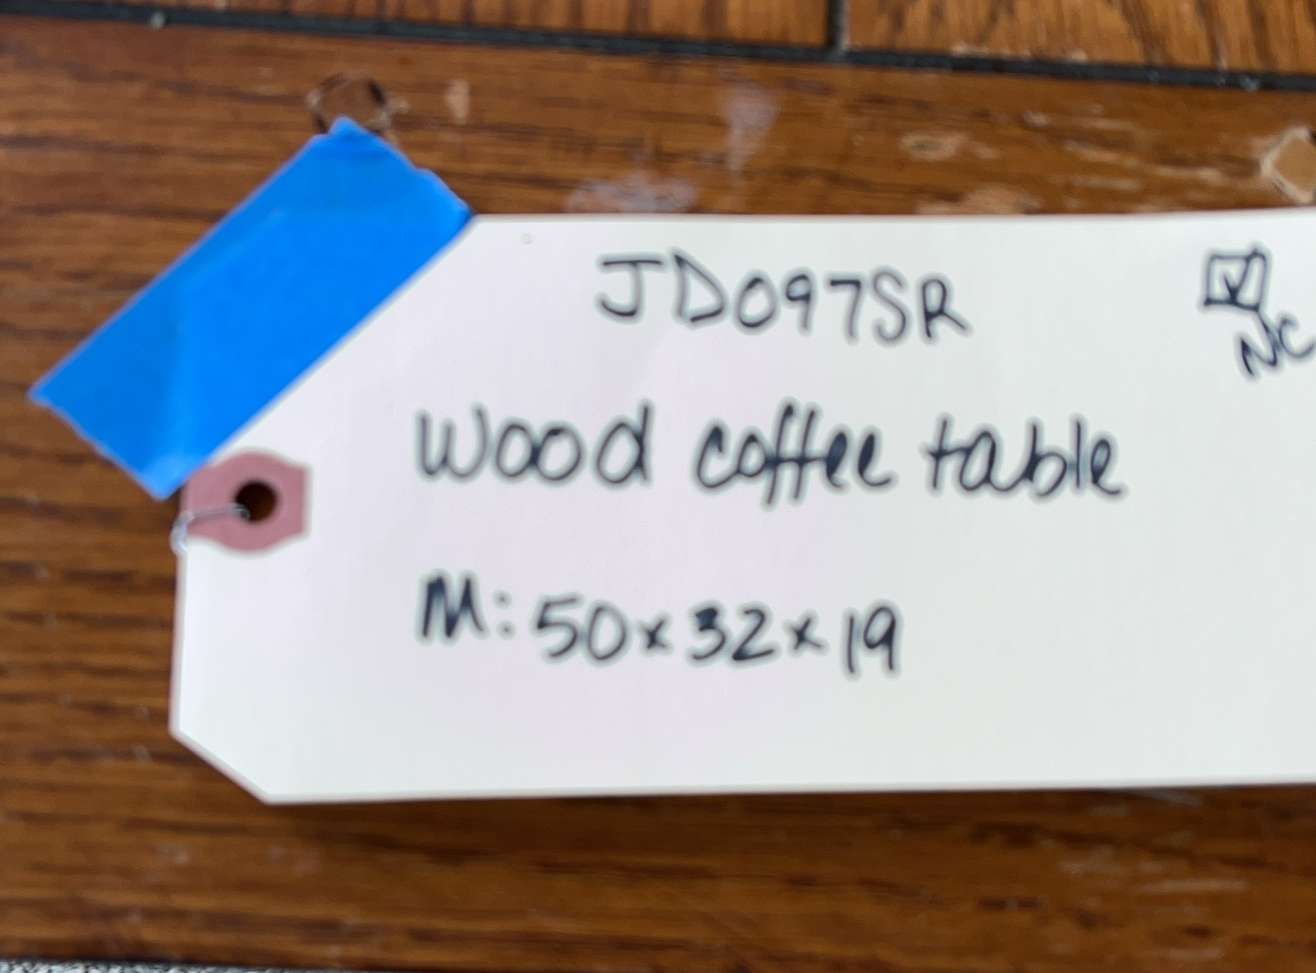 JD097SR
☑
NC
Wood coffee table
M: 50x32x19